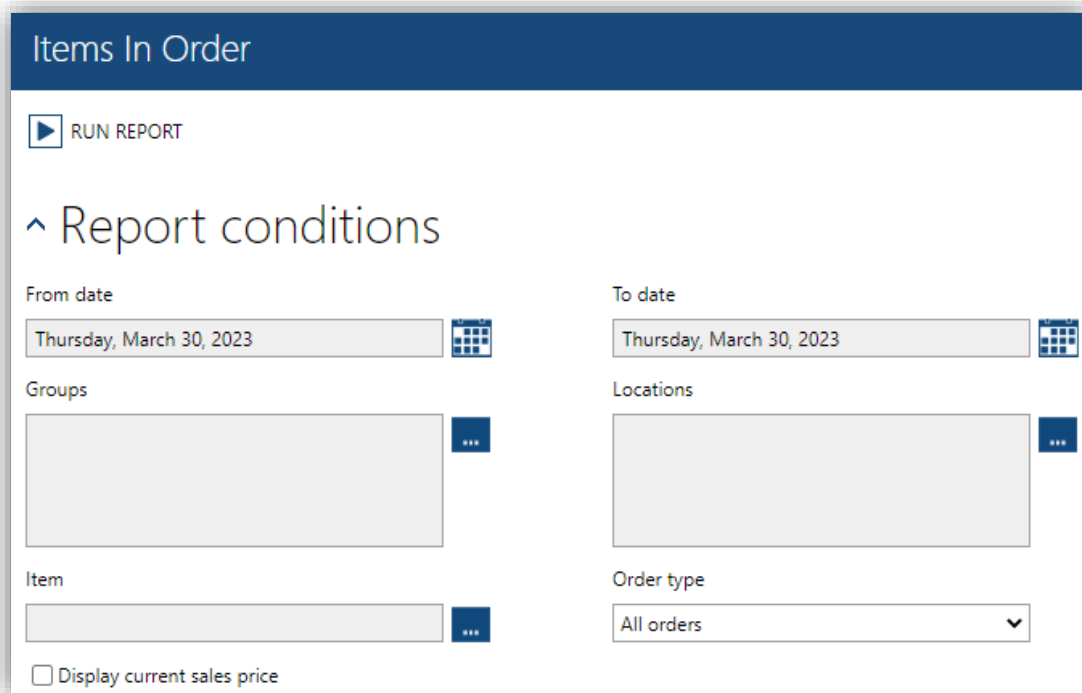 Items In Order
RUN REPORT
Report conditions
From date
To date
Thursday, March 30, 2023
Thursday, March 30, 2023
Groups
Locations
...
...
Item
Order type
...
All orders
Display current sales price